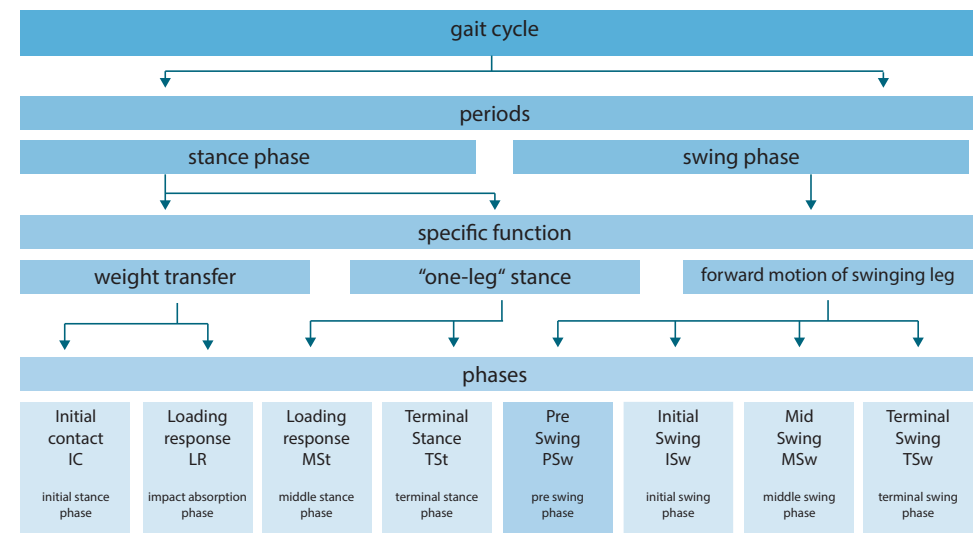 gait cycle
periods
stance phase
swing phase
specific function
weight transfer
“one-leg“ stance
forward motion of swinging leg
phases
Initial
contact
IC
initial stance
phase
Loading
response
LR
impact absorption
phase
Loading
response
MSt
middle stance
phase
Terminal
Stance
TSt
terminal stance
phase
Pre
Swing
PSw
pre swing
phase
Initial
Swing
ISw
initial swing
phase
Mid
Swing
MSw
middle swing
phase
Terminal
Swing
TSw
terminal swing
phase